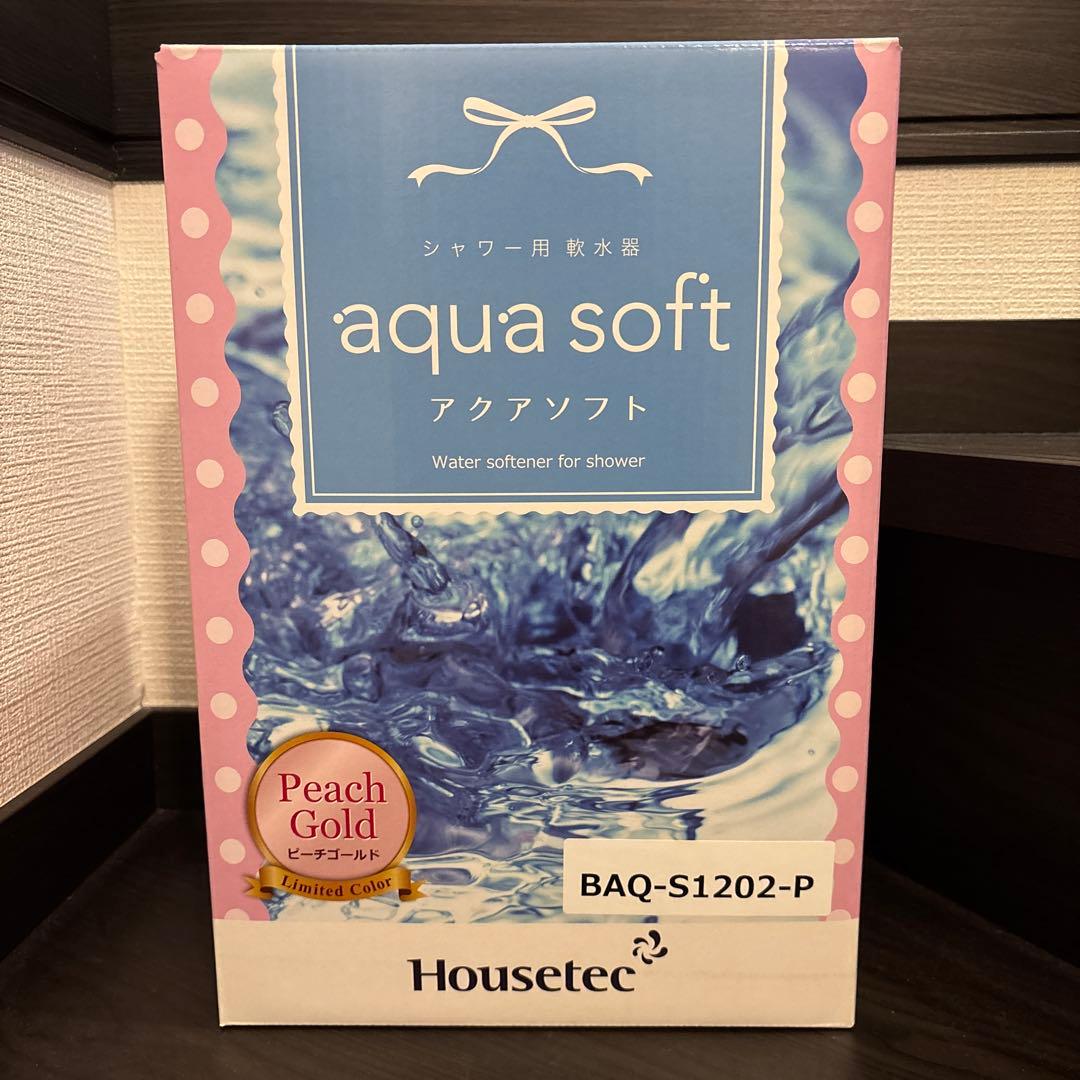 シャワー用 軟水器
aqua soft
アクアソフト
Water softener for shower
Peach
Gold
ピーチゴールド
Limited Color
BAQ-S1202-P
Housetec